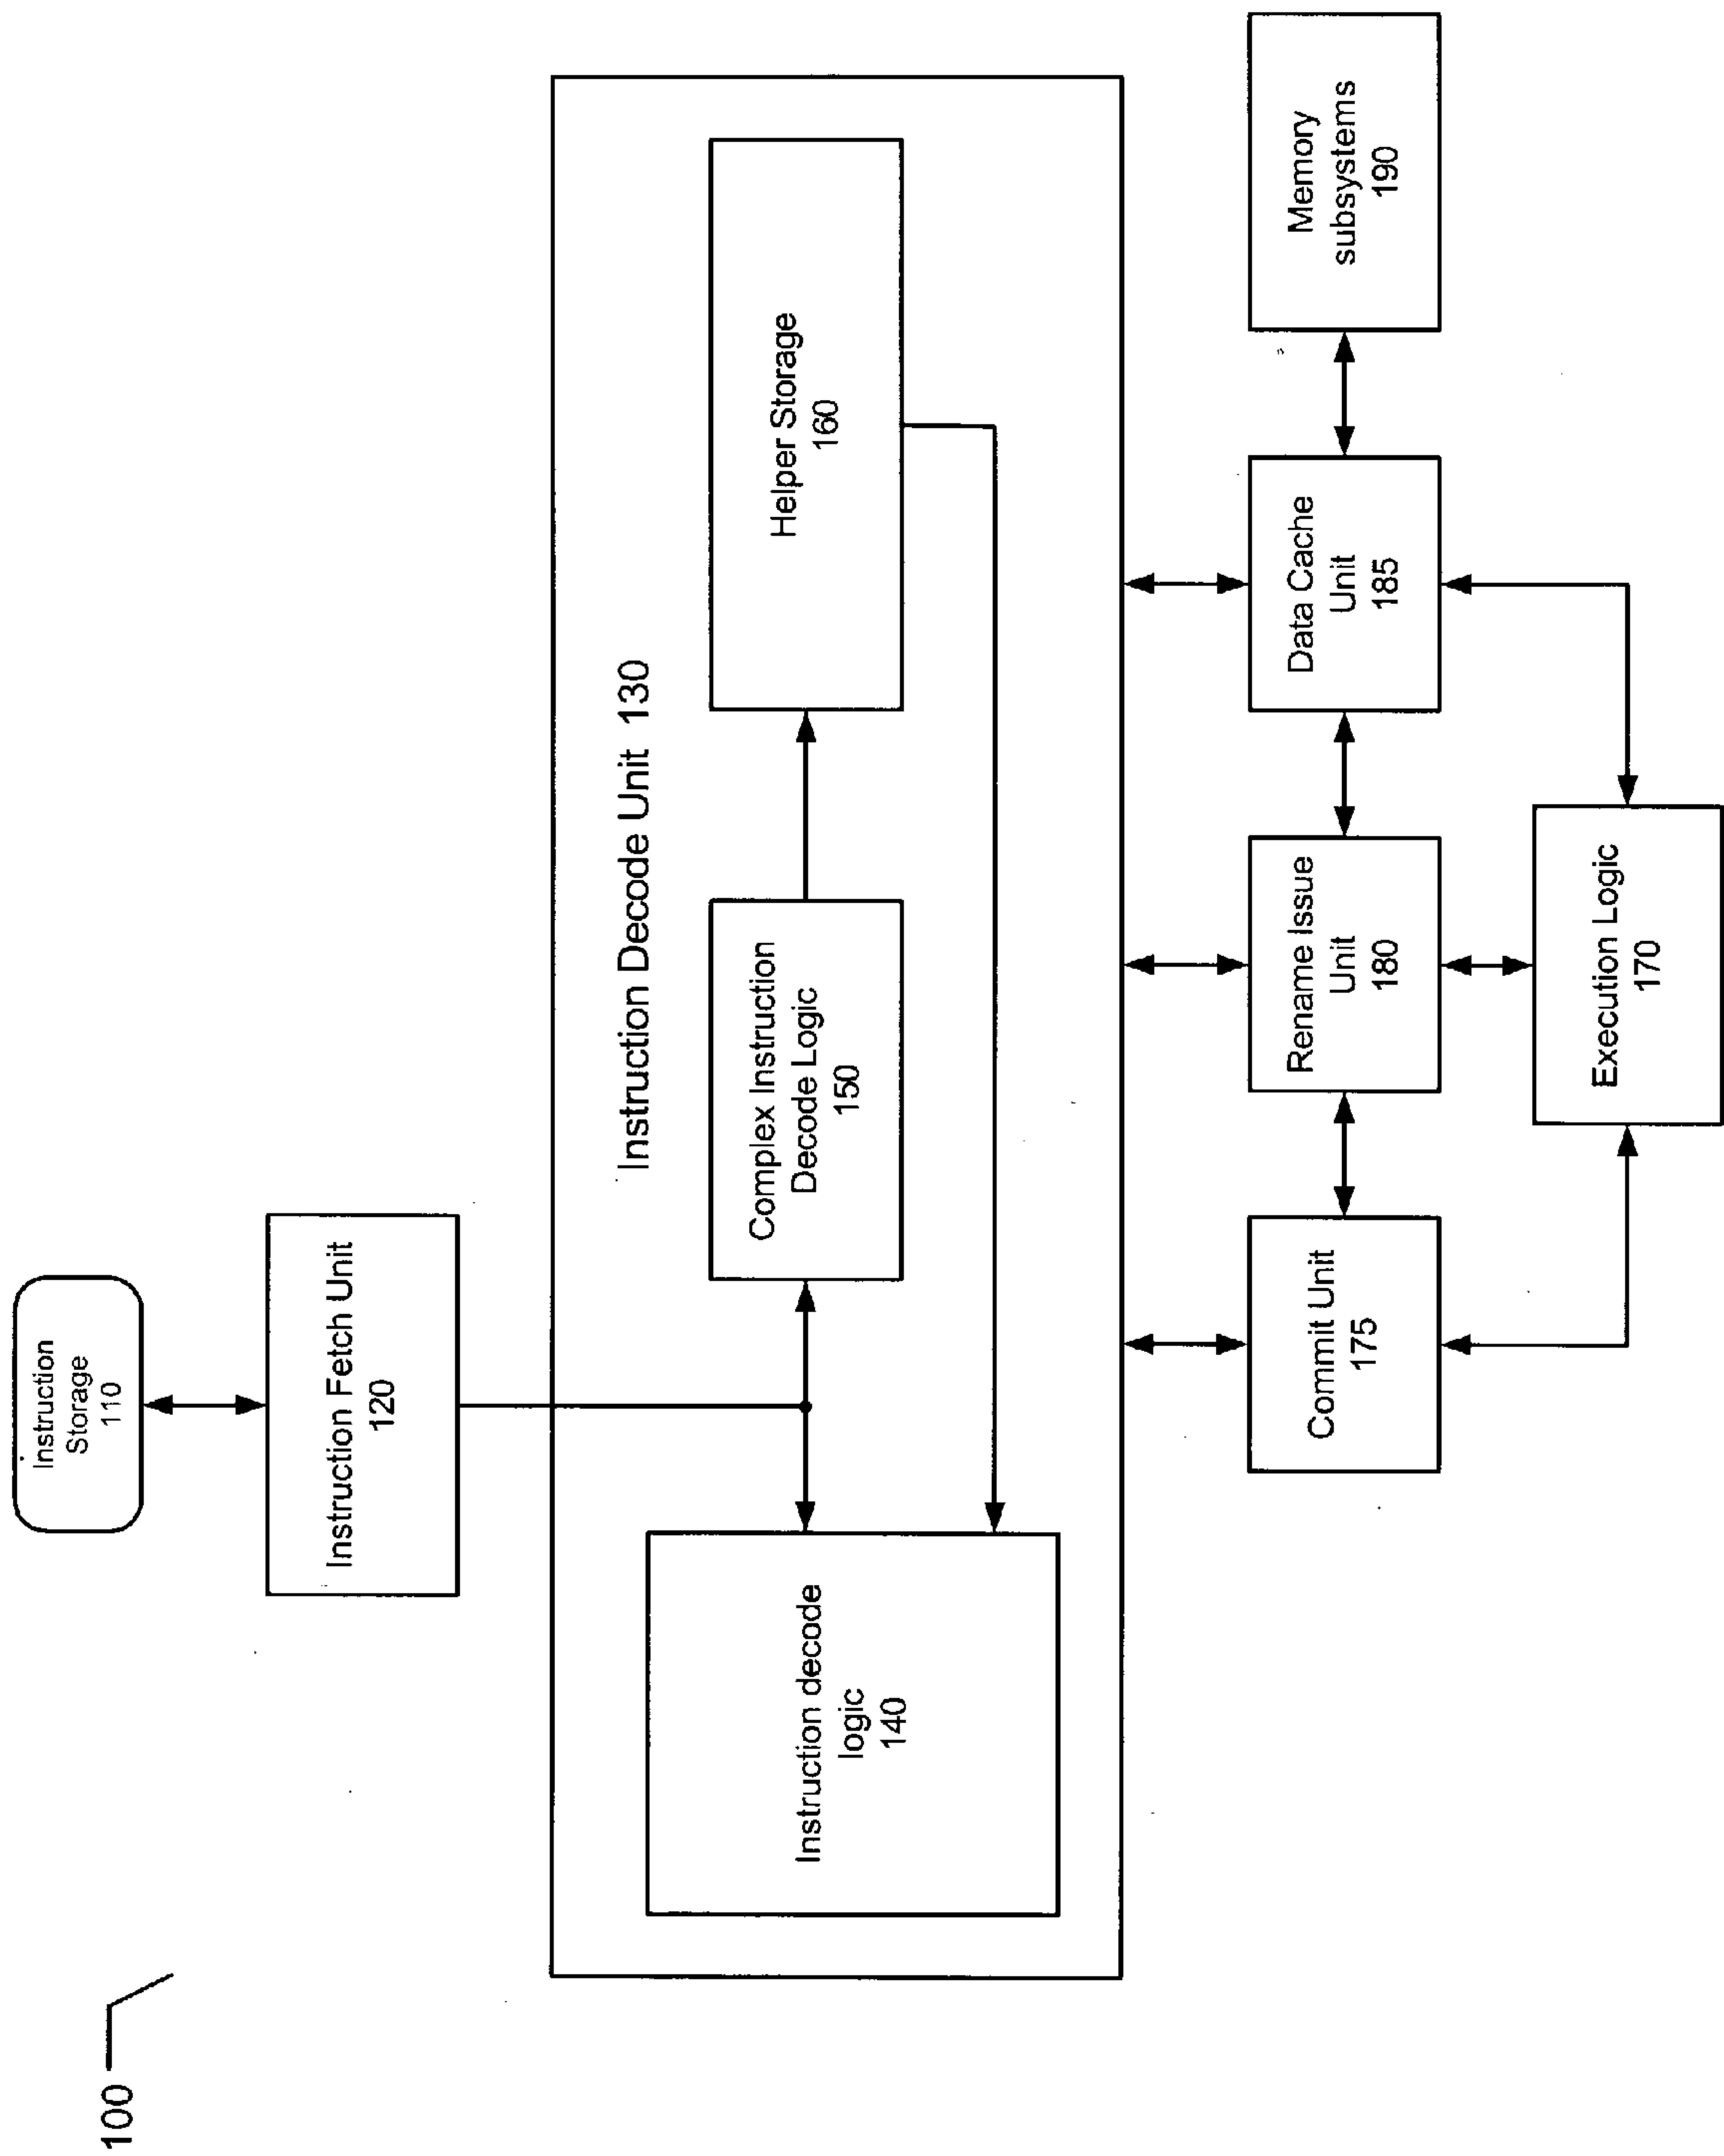 100
Instruction
Storage
110
Instruction Fetch Unit
120
Instruction Decode Unit 130
Instruction decode
logic
140
Complex Instruction
Decode Logic
150
Helper Storage
160
Commit Unit
175
Rename Issue
Unit
180
Data Cache
Unit
185
Memory
subsystems
190
Execution Logic
170